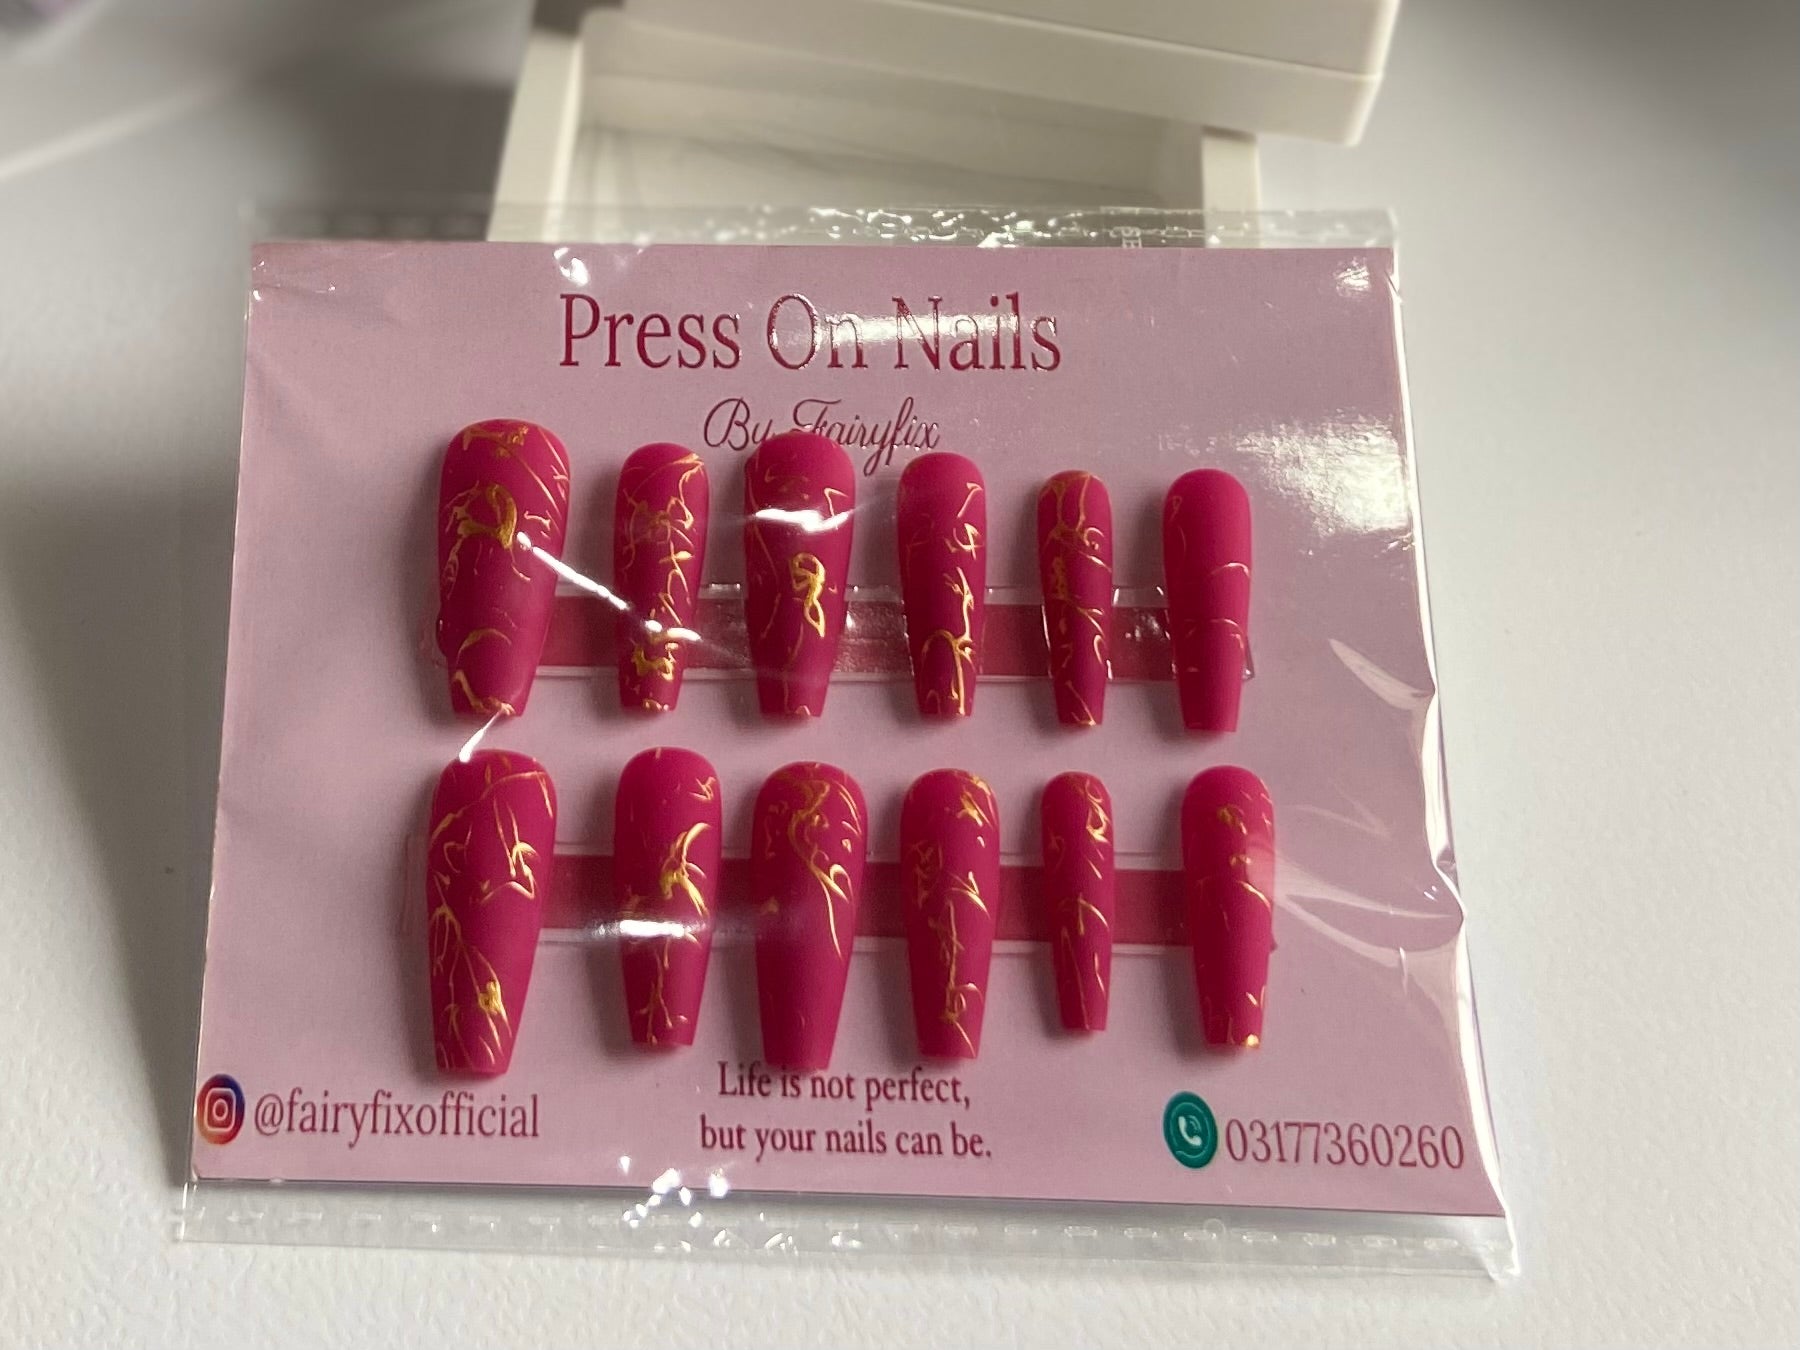 Press On Nails
By Fairyfix
@fairyfixofficial
Life is not perfect,
but your nails can be.
03177360260